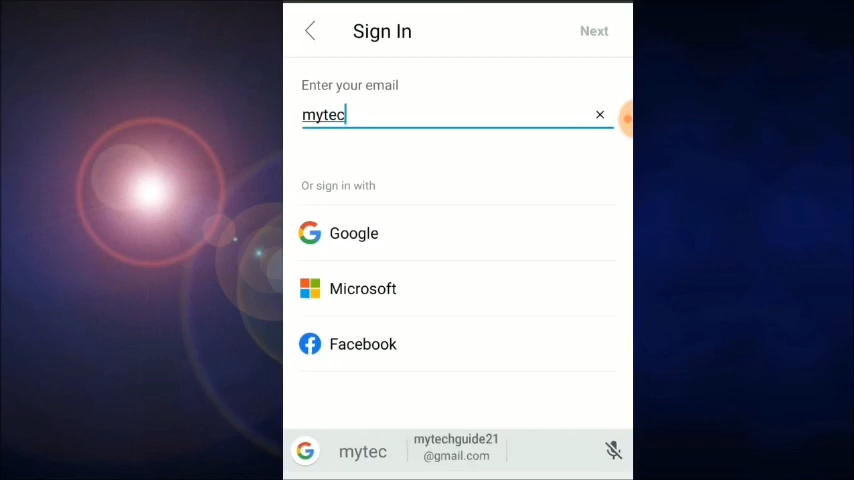 Sign In
Next
Enter your email
mytec
Or sign in with
Google
Microsoft
Facebook
mytec
mytechguide21
@gmail.com